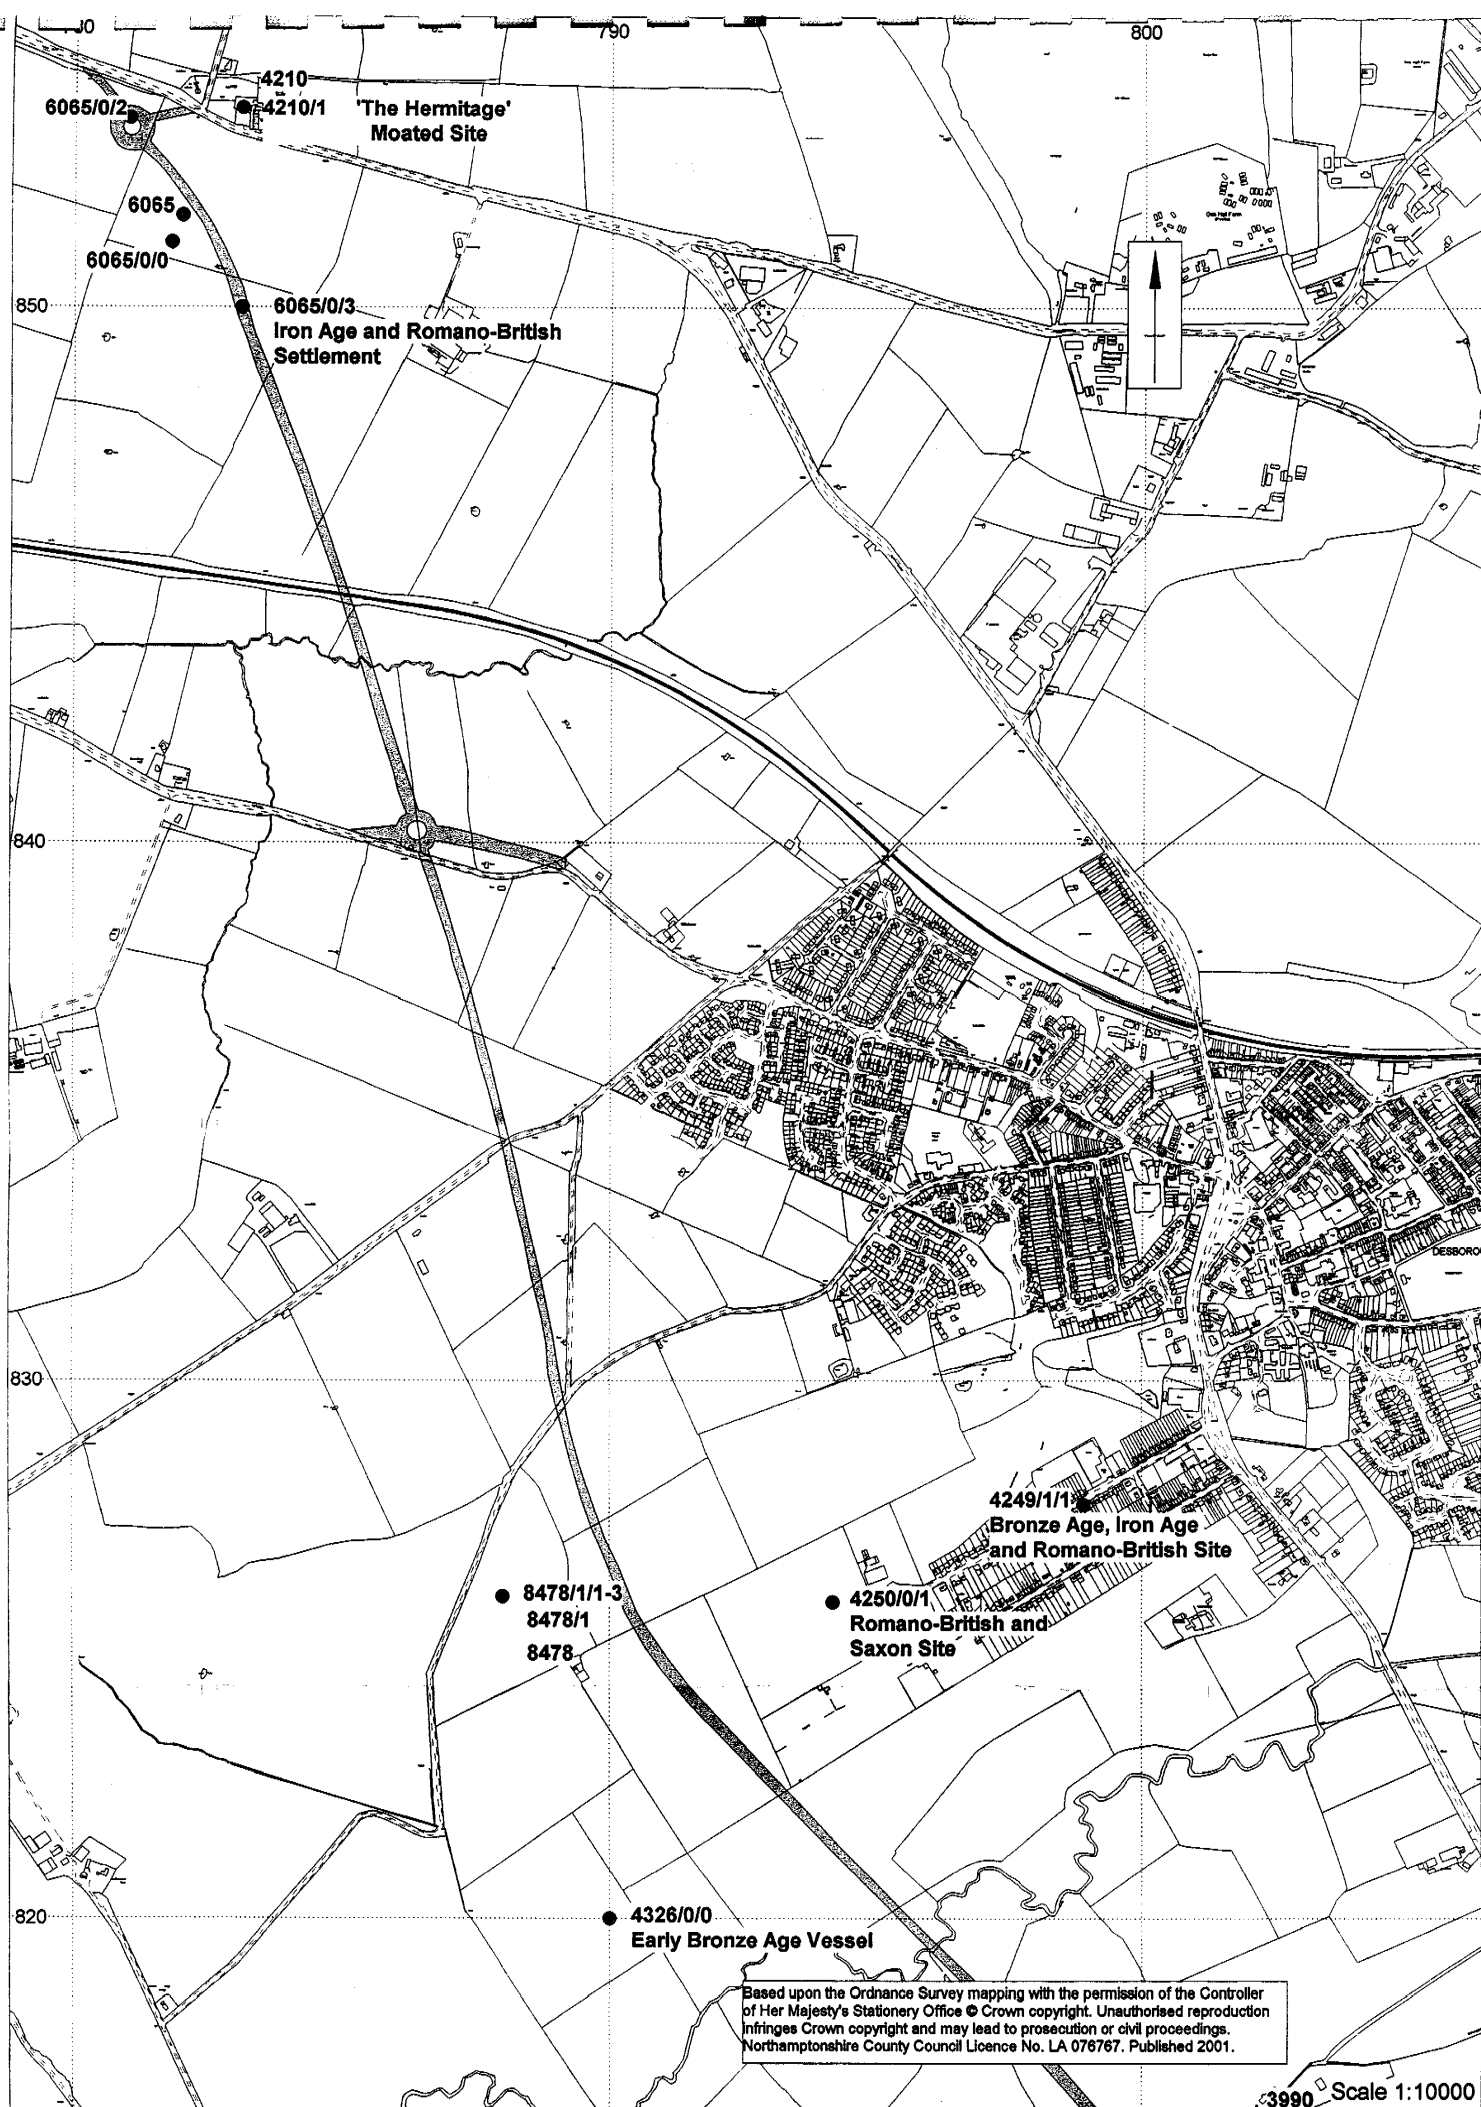 790
800
4210
6065/0/2
4210/1
'The Hermitage'
Moated Site
6065
6065/0/0
850
6065/0/3
Iron Age and Romano-British
Settlement
840
830
4249/1/1
Bronze Age, Iron Age
and Romano-British Site
8478/1/1-3
8478/1
8478
4250/0/1
Romano-British and
Saxon Site
820
4326/0/0
Early Bronze Age Vessel
Based upon the Ordnance Survey mapping with the permission of the Controller
of Her Majesty's Stationery Office © Crown copyright. Unauthorised reproduction
infringes Crown copyright and may lead to prosecution or civil proceedings.
Northamptonshire County Council Licence No. LA 076767. Published 2001.
3990
Scale 1:10000